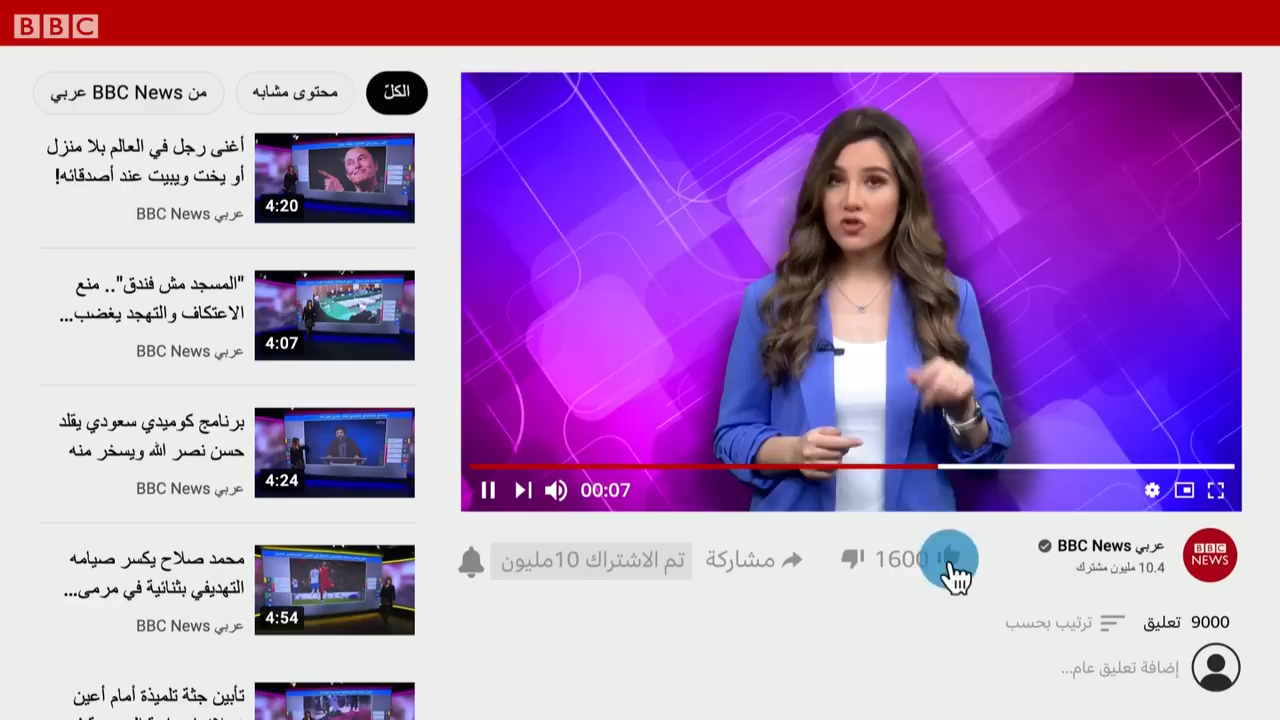 BBC
الكلّ
محتوى مشابه
من BBC News عربي
أغنى رجل في العالم بلا منزل
أو يخت ويبيت عند أصدقائه!
عربي BBC News
4:20
"المسجد مش فندق".. منع
الاعتكاف والتهجد يغضب...
عربي BBC News
4:07
برنامج كوميدي سعودي يقلد
حسن نصر الله ويسخر منه
عربي BBC News
4:24
محمد صلاح يكسر صيامه
التهديفي بثنائية في مرمى...
عربي BBC News
4:54
تأبين جثة تلميذة أمام أعين
00:07
BBC
NEWS
عربي BBC News
10.4 مليون مشترك
1600
مشاركة
تم الاشتراك 10مليون
9000 تعليق
ترتيب بحسب
إضافة تعليق عام...